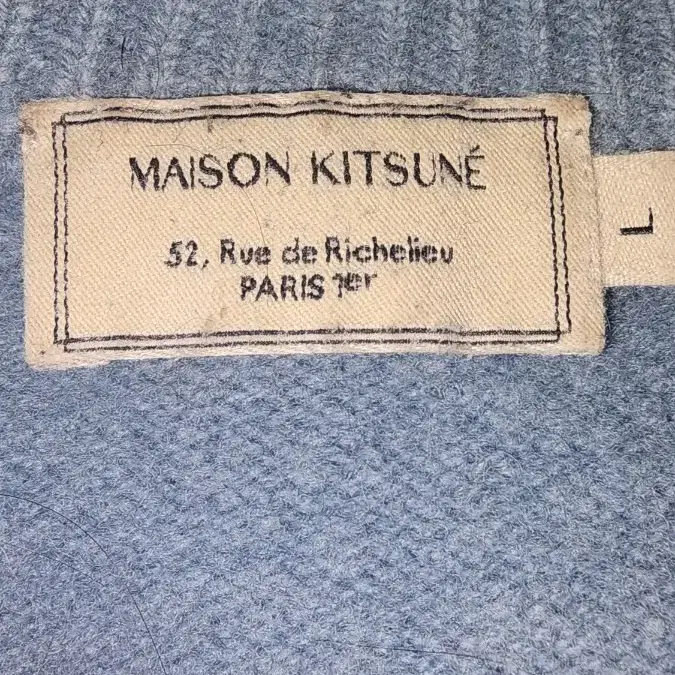 MAISON KITSUNÉ
52, Rue de Richelieu
PARIS 1er
L